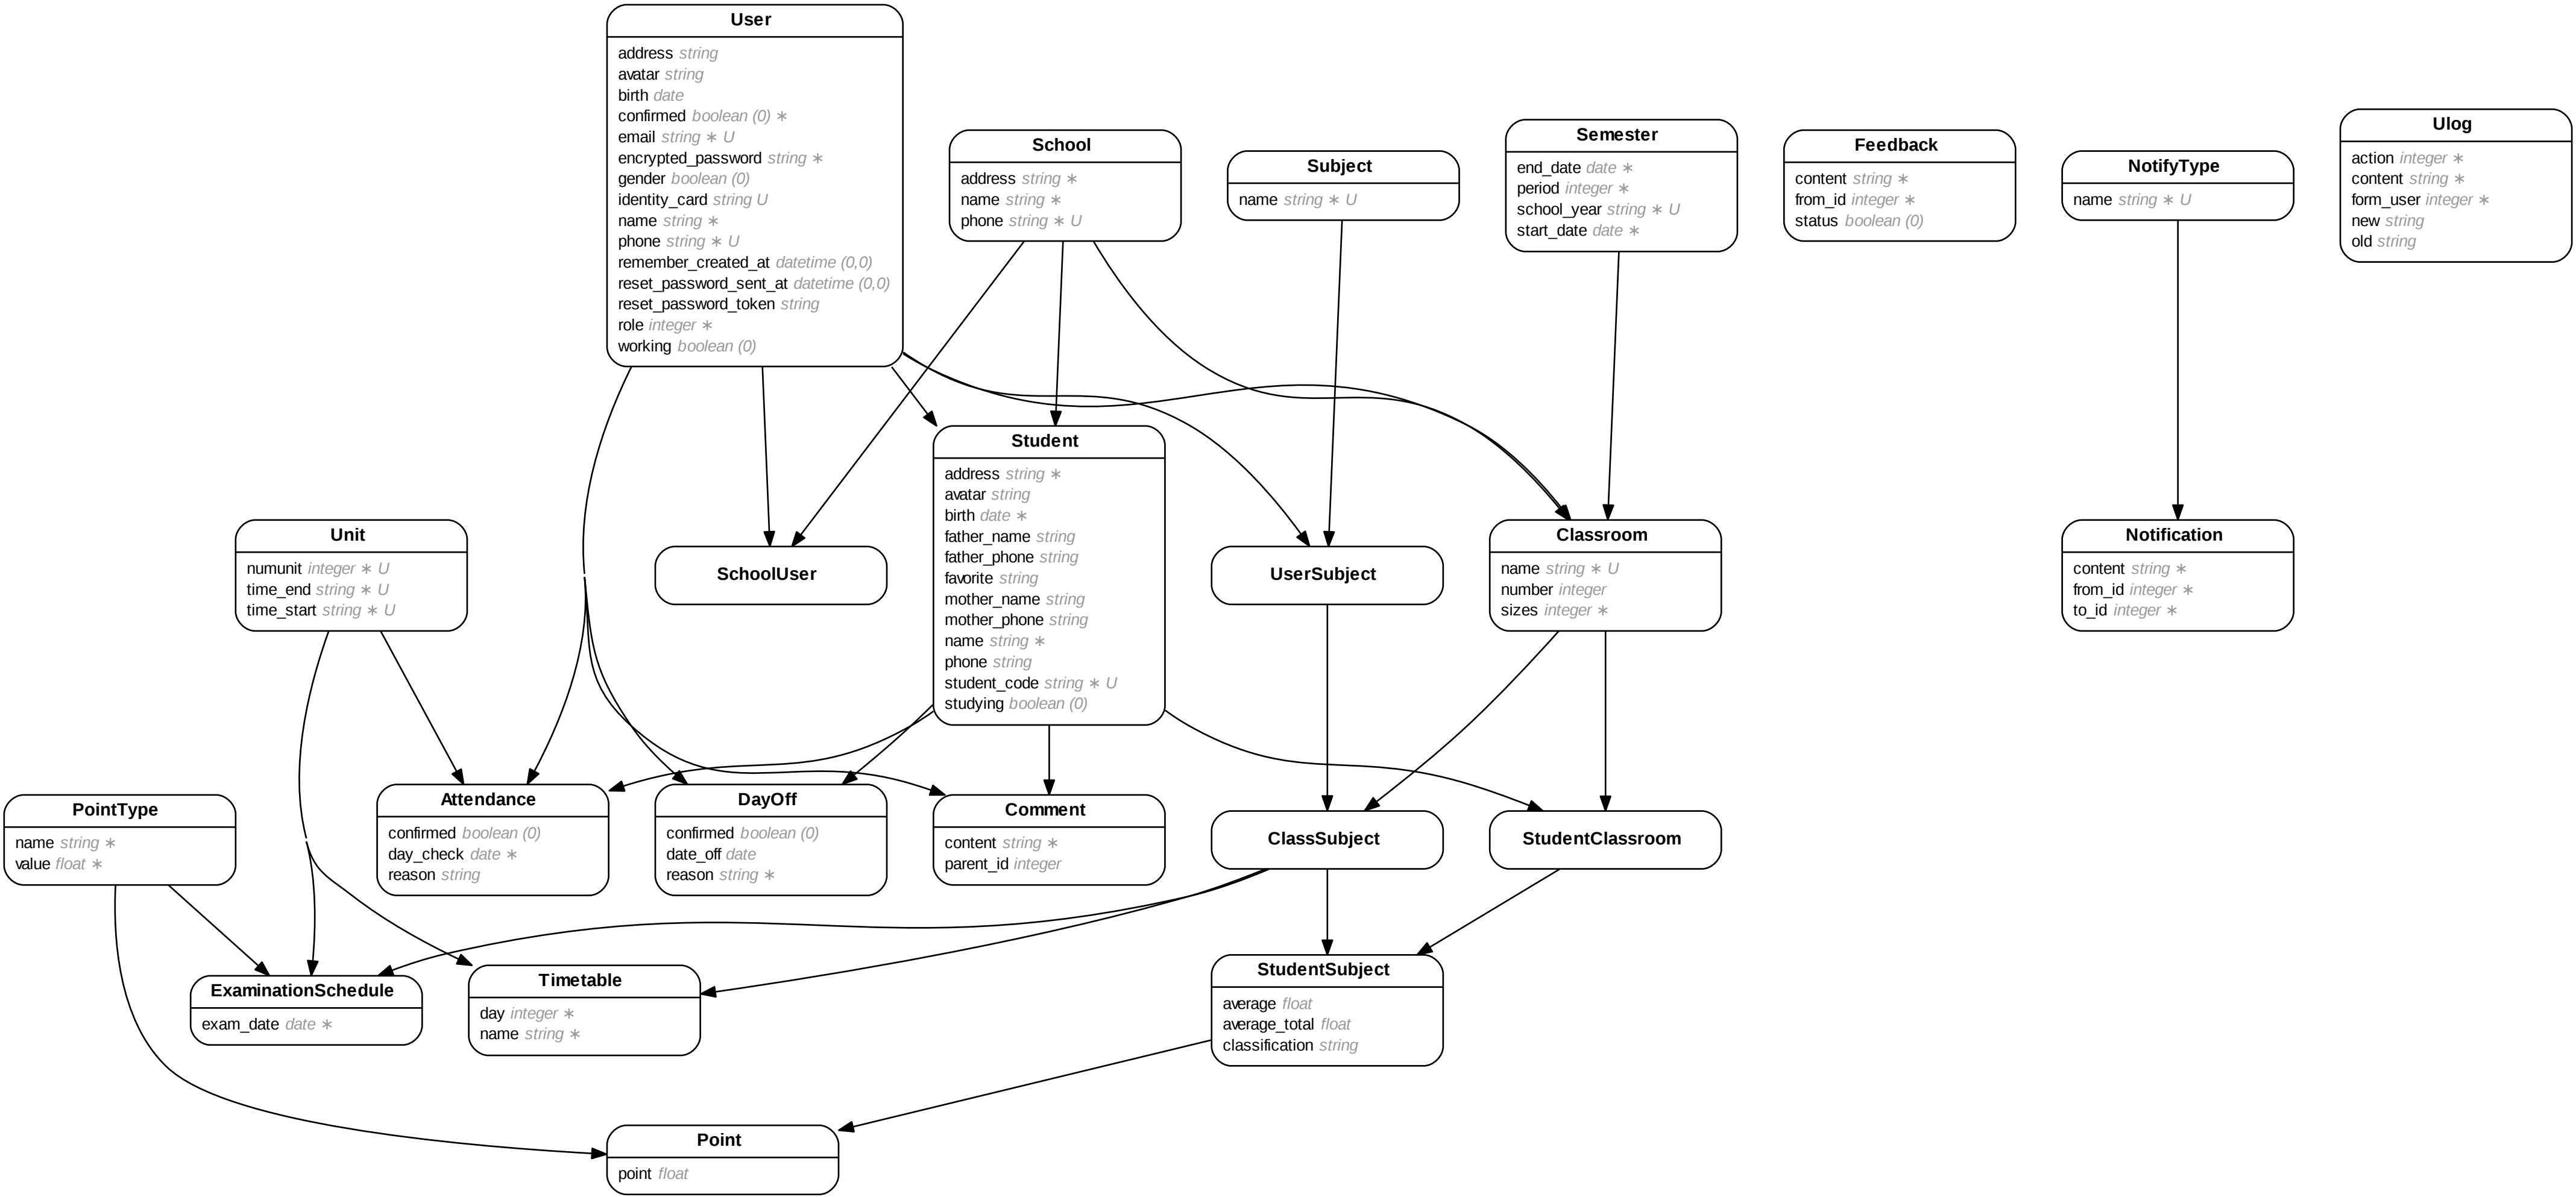 User
address string
avatar string
birth date
confirmed boolean (0) ∗
email string ∗ U
encrypted_password string ∗
gender boolean (0)
identity_card string U
name string ∗
phone string ∗ U
remember_created_at datetime (0,0)
reset_password_sent_at datetime (0,0)
reset_password_token string
role integer ∗
working boolean (0)
School
address string ∗
name string ∗
phone string ∗ U
Subject
name string ∗ U
Semester
end_date date ∗
period integer ∗
school_year string ∗ U
start_date date ∗
Feedback
content string ∗
from_id integer ∗
status boolean (0)
NotifyType
name string ∗ U
Ulog
action integer ∗
content string ∗
form_user integer ∗
new string
old string
Student
address string ∗
avatar string
birth date ∗
father_name string
father_phone string
favorite string
mother_name string
mother_phone string
name string ∗
phone string
student_code string ∗ U
studying boolean (0)
Unit
numunit integer ∗ U
time_end string ∗ U
time_start string ∗ U
SchoolUser
UserSubject
Classroom
name string ∗ U
number integer
sizes integer ∗
Notification
content string ∗
from_id integer ∗
to_id integer ∗
PointType
name string ∗
value float ∗
Attendance
confirmed boolean (0)
day_check date ∗
reason string
DayOff
confirmed boolean (0)
date_off date
reason string ∗
Comment
content string ∗
parent_id integer
ClassSubject
StudentClassroom
ExaminationSchedule
exam_date date ∗
Timetable
day integer ∗
name string ∗
StudentSubject
average float
average_total float
classification string
Point
point float